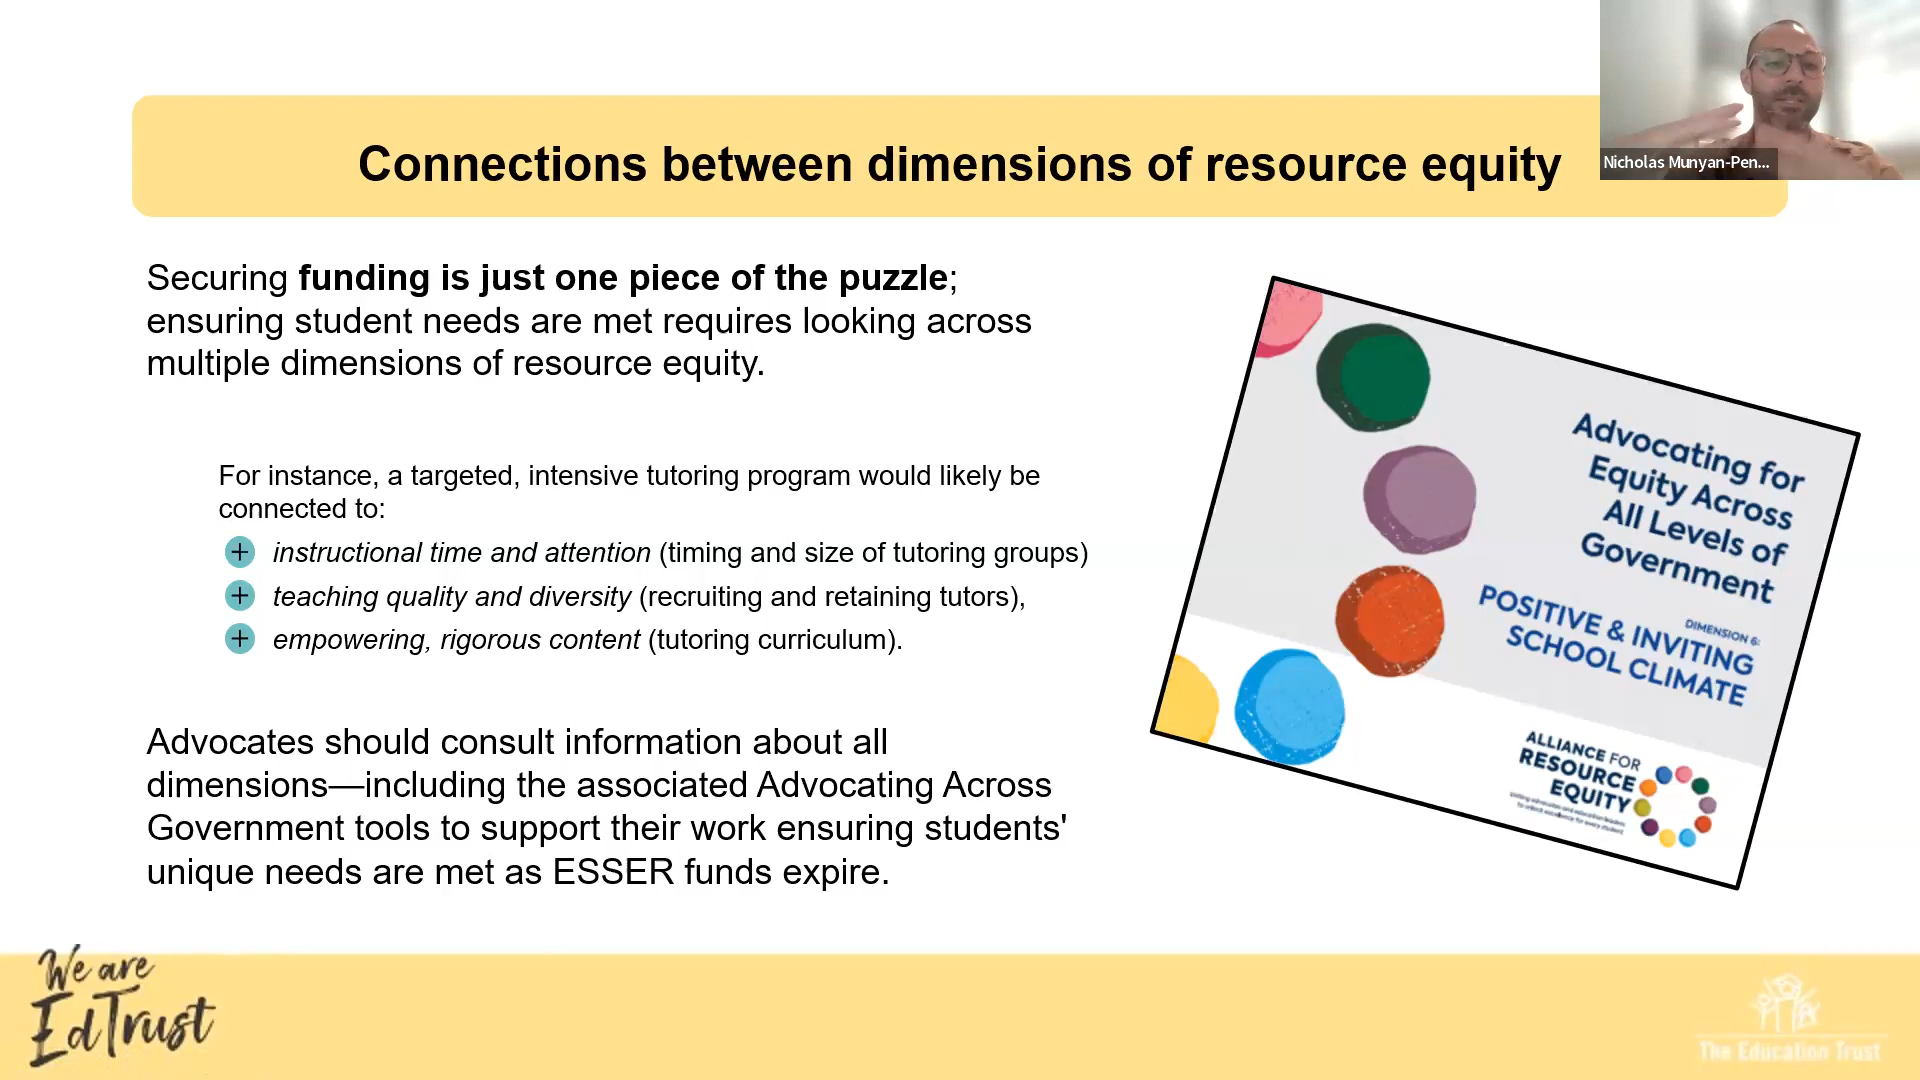 Connections between dimensions of resource equity
Nicholas Munyan-Pen...
Securing funding is just one piece of the puzzle;
ensuring student needs are met requires looking across
multiple dimensions of resource equity.
For instance, a targeted, intensive tutoring program would likely be
connected to:
+ instructional time and attention (timing and size of tutoring groups)
+ teaching quality and diversity (recruiting and retaining tutors),
+ empowering, rigorous content (tutoring curriculum).
Advocates should consult information about all
dimensions—including the associated Advocating Across
Government tools to support their work ensuring students'
unique needs are met as ESSER funds expire.
Advocating for
Equity Across
All Levels of
Government
DIMENSION 6:
POSITIVE & INVITING
SCHOOL CLIMATE
ALLIANCE FOR
RESOURCE
EQUITY
We are
EdTrust
The Education Trust